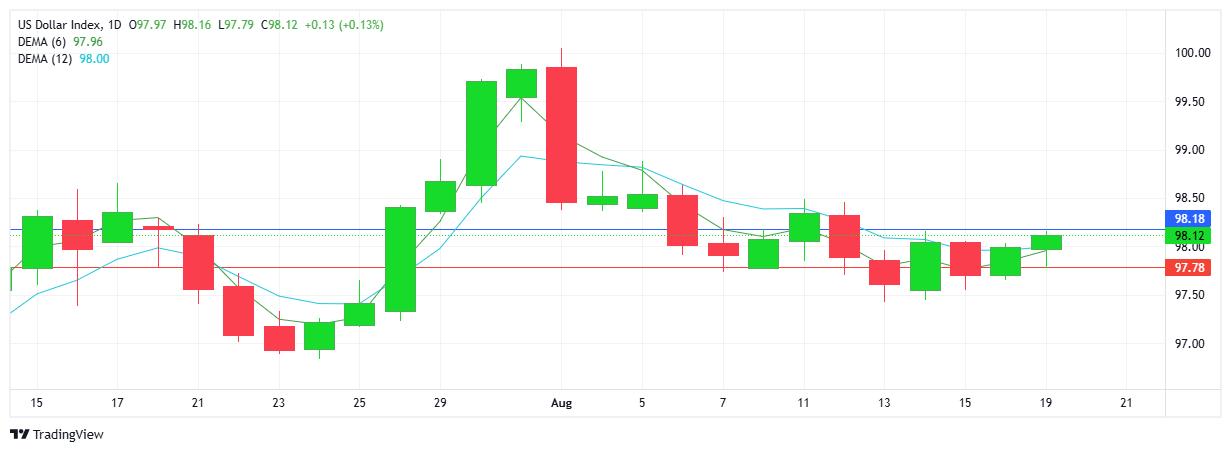 US Dollar Index, 1D O97.97 H98.16 L97.79 C98.12 +0.13 (+0.13%)
DEMA (6) 97.96
DEMA (12) 98.00
100.00
99.50
99.00
98.50
98.18
98.12
98.00
97.78
97.50
97.00
15 17 21 23 25 29 Aug 5 7 11 13 15 19 21
TradingView